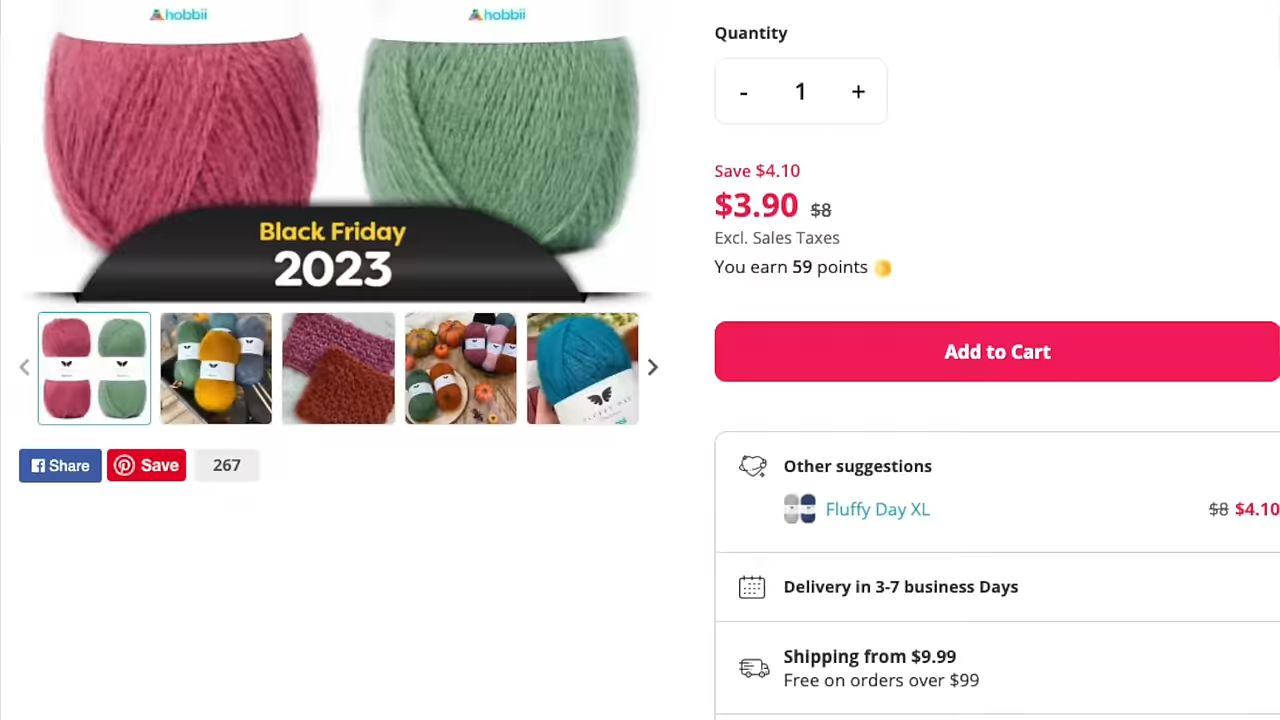 hobbii
hobbii
Black Friday
2023
Share
Save
267
Quantity
- 1 +
Save $4.10
$3.90 $8
Excl. Sales Taxes
You earn 59 points
Add to Cart
Other suggestions
Fluffy Day XL $8 $4.10
Delivery in 3-7 business Days
Shipping from $9.99
Free on orders over $99